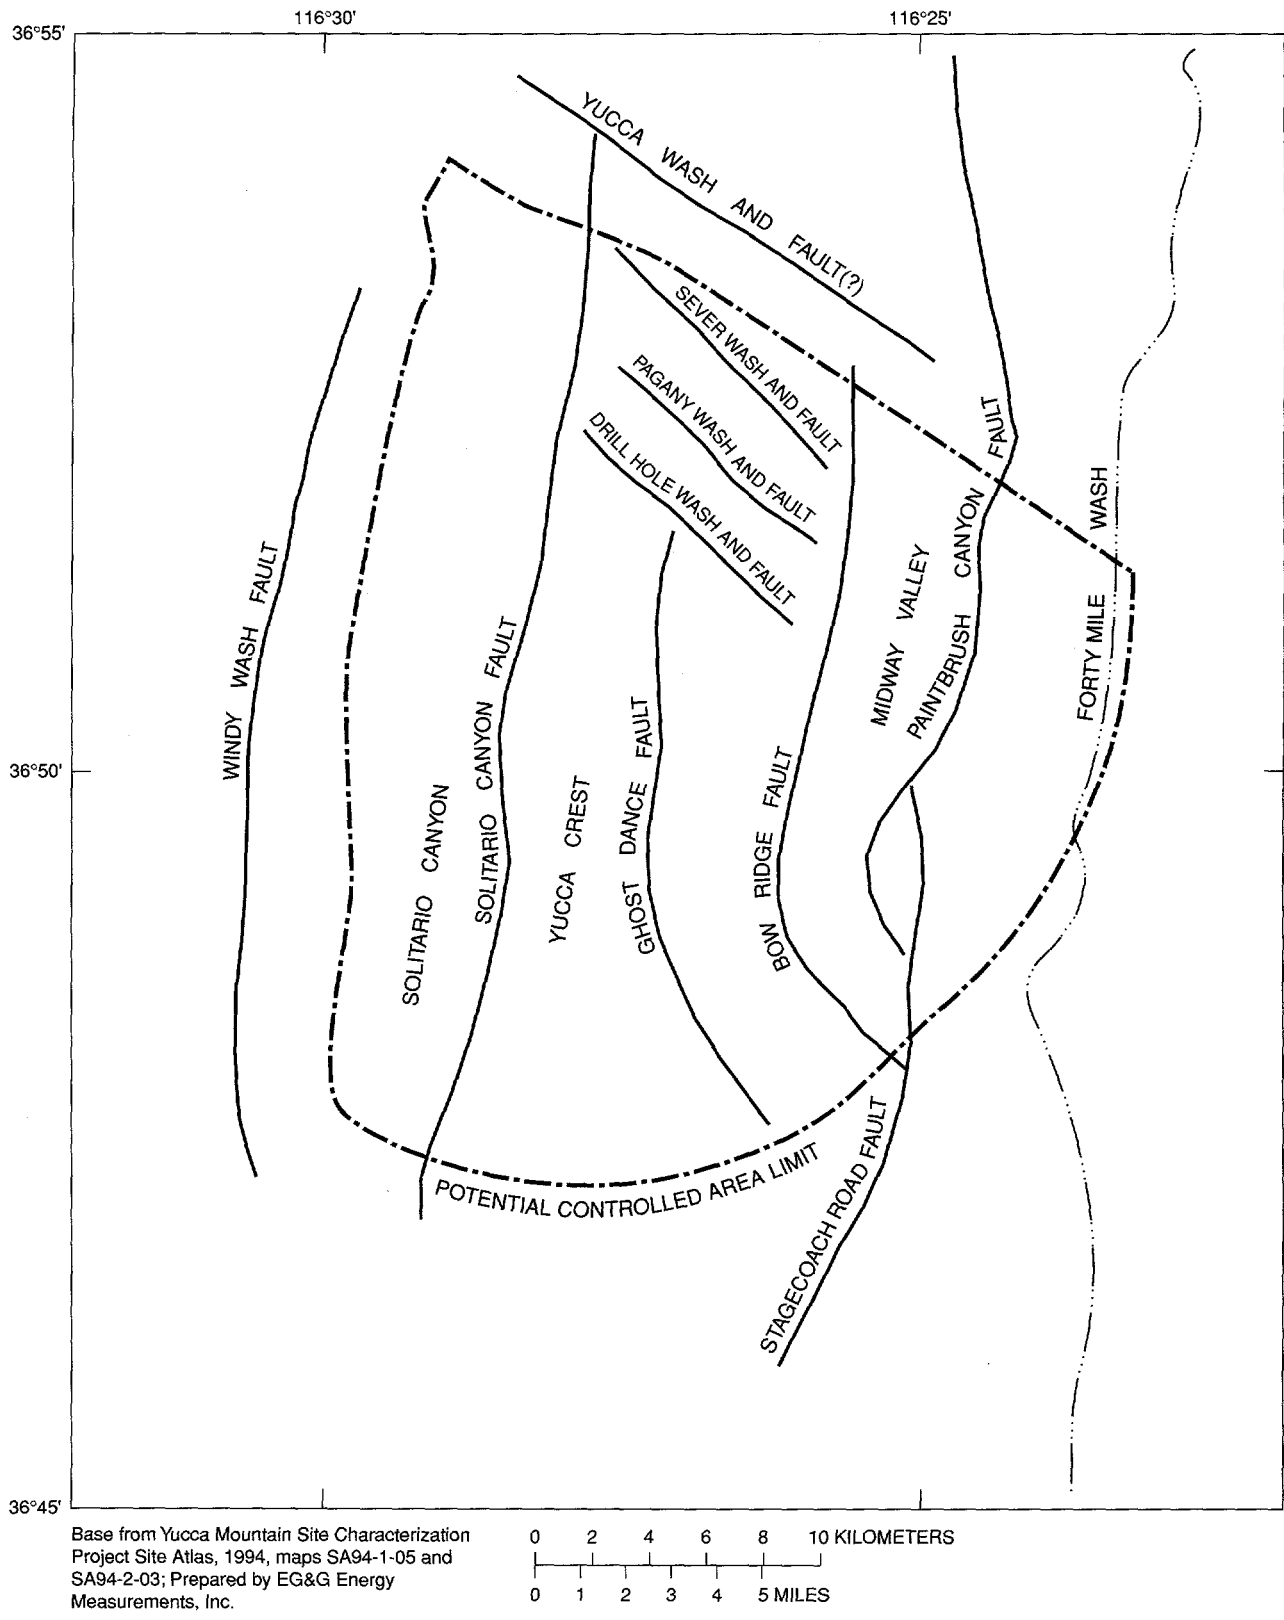 116°30'
116°25'
36°55'
YUCCA WASH AND FAULT(?)
SEVER WASH AND FAULT
PAGANY WASH AND FAULT
DRILL HOLE WASH AND FAULT
WINDY WASH FAULT
SOLITARIO CANYON
SOLITARIO CANYON FAULT
YUCCA CREST
GHOST DANCE FAULT
BOW RIDGE FAULT
MIDWAY VALLEY
PAINTBRUSH CANYON FAULT
FORTY MILE WASH
36°50'
POTENTIAL CONTROLLED AREA LIMIT
STAGECOACH ROAD FAULT
36°45'
Base from Yucca Mountain Site Characterization
Project Site Atlas, 1994, maps SA94-1-05 and
SA94-2-03; Prepared by EG&G Energy
Measurements, Inc.
0 2 4 6 8 10 KILOMETERS
0 1 2 3 4 5 MILES